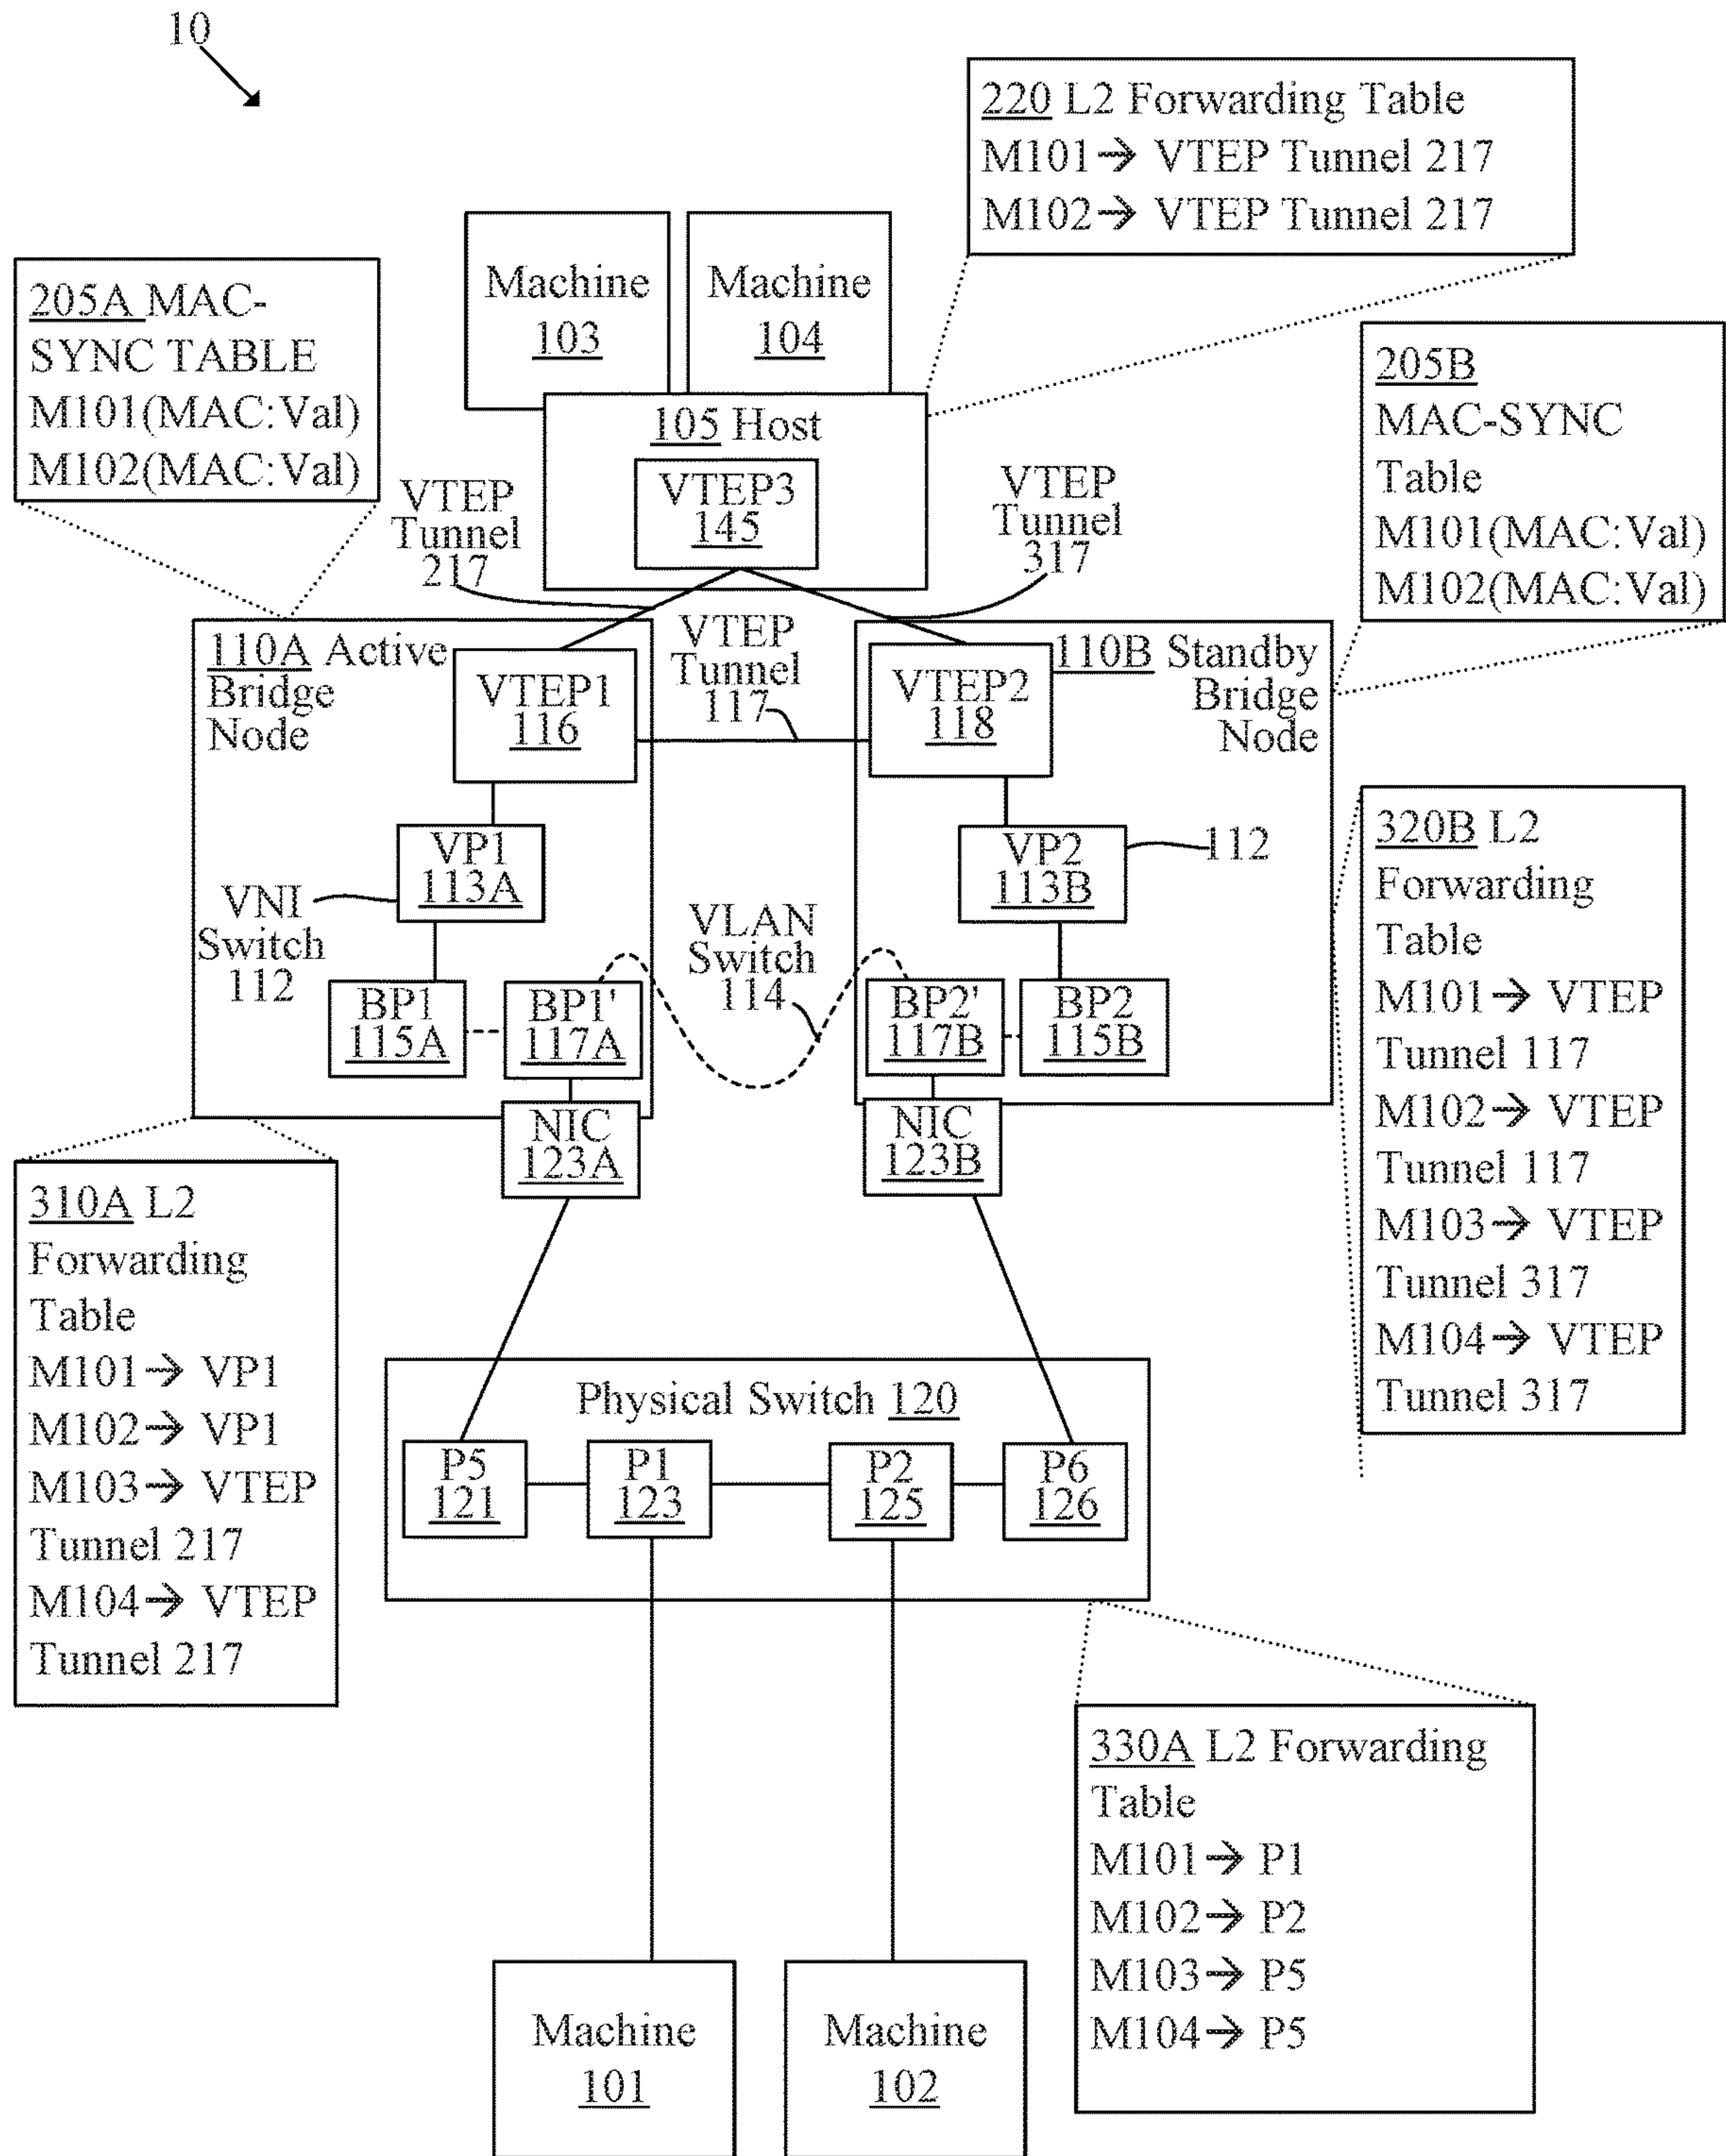 10
220 L2 Forwarding Table
M101→ VTEP Tunnel 217
M102→ VTEP Tunnel 217
205A MAC-
SYNC TABLE
M101(MAC:Val)
M102(MAC:Val)
Machine
103
Machine
104
105 Host
VTEP3
145
205B
MAC-SYNC
Table
M101(MAC:Val)
M102(MAC:Val)
VTEP
Tunnel
217
VTEP
Tunnel
317
110A Active
Bridge
Node
VTEP1
116
VTEP
Tunnel
117
VTEP2
118
110B Standby
Bridge
Node
VP1
113A
VNI
Switch
112
BP1
115A
BP1'
117A
NIC
123A
VLAN
Switch
114
VP2
113B
112
BP2'
117B
BP2
115B
NIC
123B
320B L2
Forwarding
Table
M101→ VTEP
Tunnel 117
M102→ VTEP
Tunnel 117
M103→ VTEP
Tunnel 317
M104→ VTEP
Tunnel 317
310A L2
Forwarding
Table
M101→ VP1
M102→ VP1
M103→ VTEP
Tunnel 217
M104→ VTEP
Tunnel 217
Physical Switch 120
P5
121
P1
123
P2
125
P6
126
330A L2 Forwarding
Table
M101→ P1
M102→ P2
M103→ P5
M104→ P5
Machine
101
Machine
102